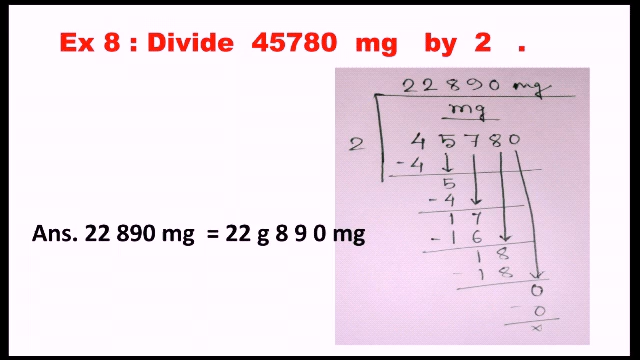 Ex 8 : Divide 45780 mg by 2 .
22890 mg
mg
2 4 5 7 8 0
- 4
5
- 4
1 7
- 1 6
1 8
- 1 8
0
- 0
x
Ans. 22 890 mg = 22 g 8 9 0 mg